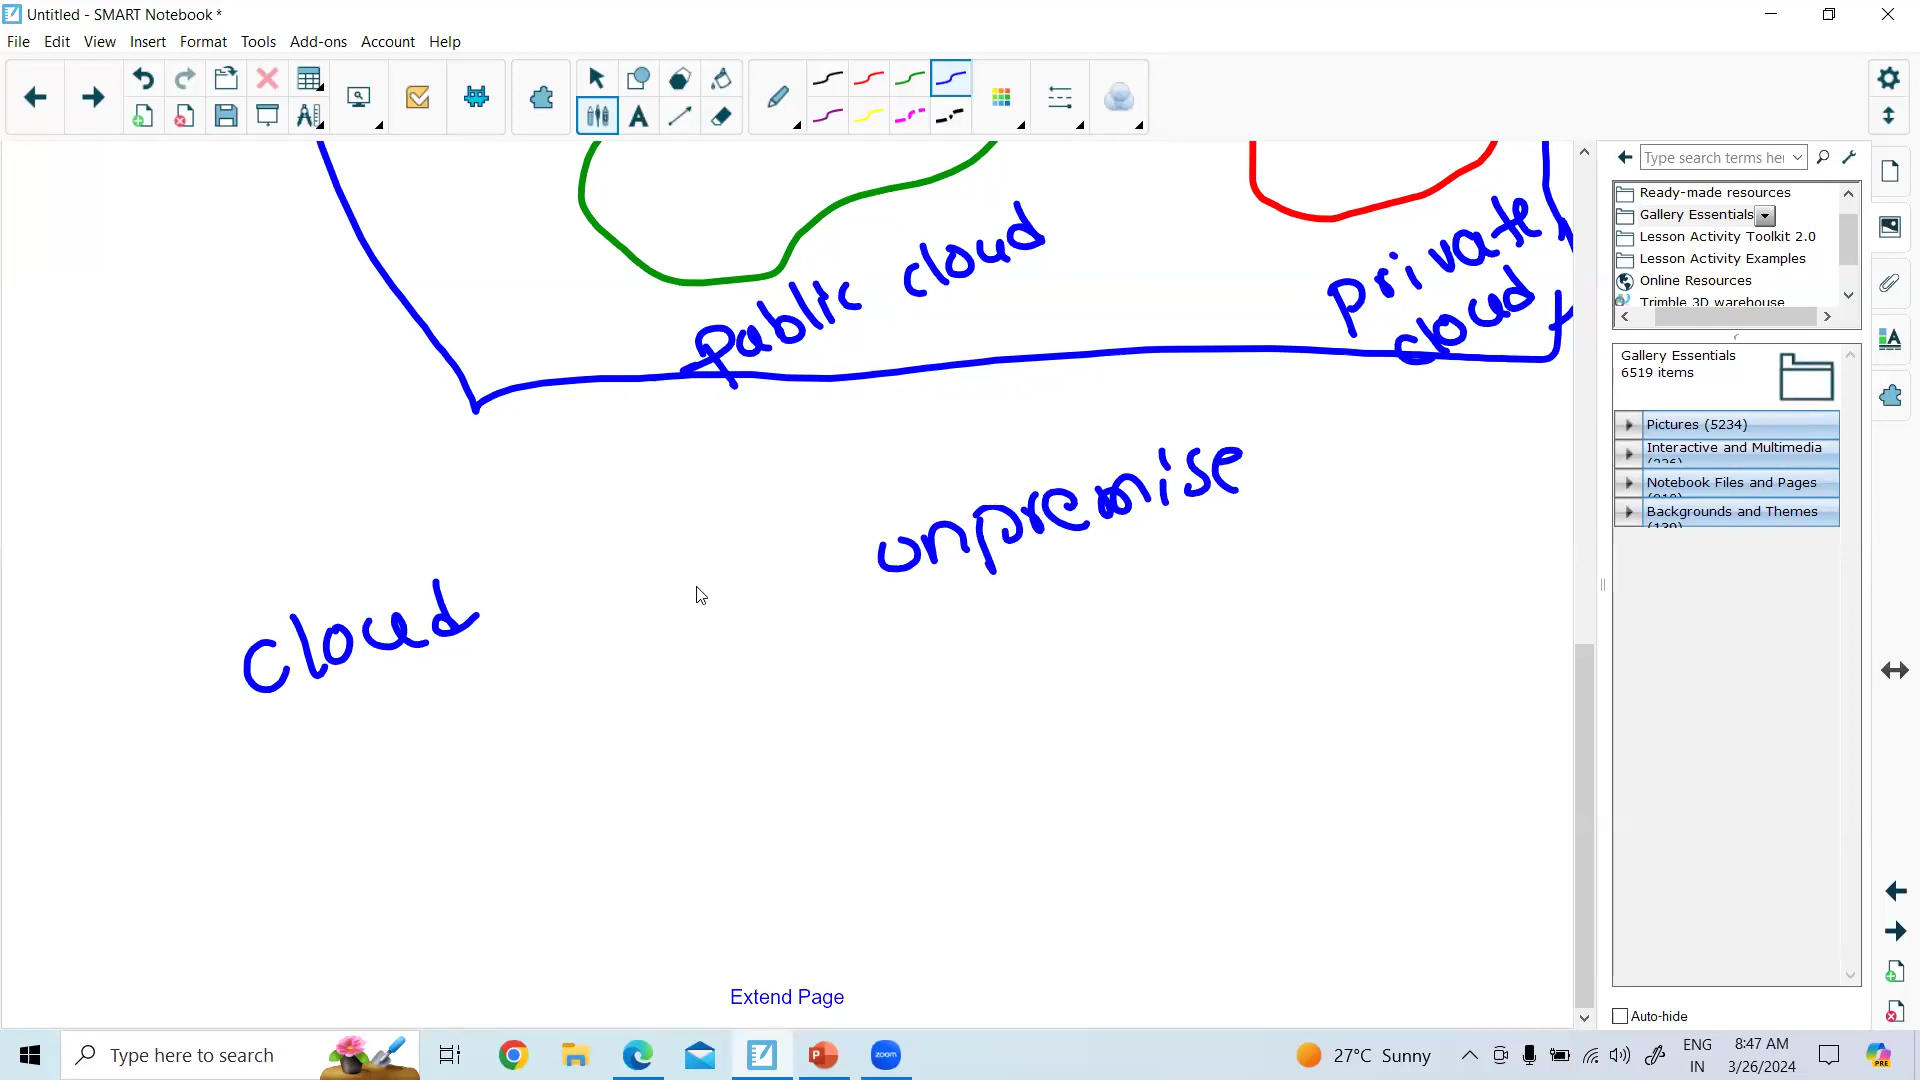 Untitled - SMART Notebook *
File Edit View Insert Format Tools Add-ons Account Help
Type search terms her
Ready-made resources
Gallery Essentials
Lesson Activity Toolkit 2.0
Lesson Activity Examples
Online Resources
Trimble 3D warehouse
Gallery Essentials
6519 items
Pictures (5234)
Interactive and Multimedia
Notebook Files and Pages
Backgrounds and Themes
Auto-hide
public cloud
private
cloud
onpremise
cloud
Extend Page
Type here to search
zoom
27°C Sunny
ENG
IN
8:47 AM
3/26/2024
PRE